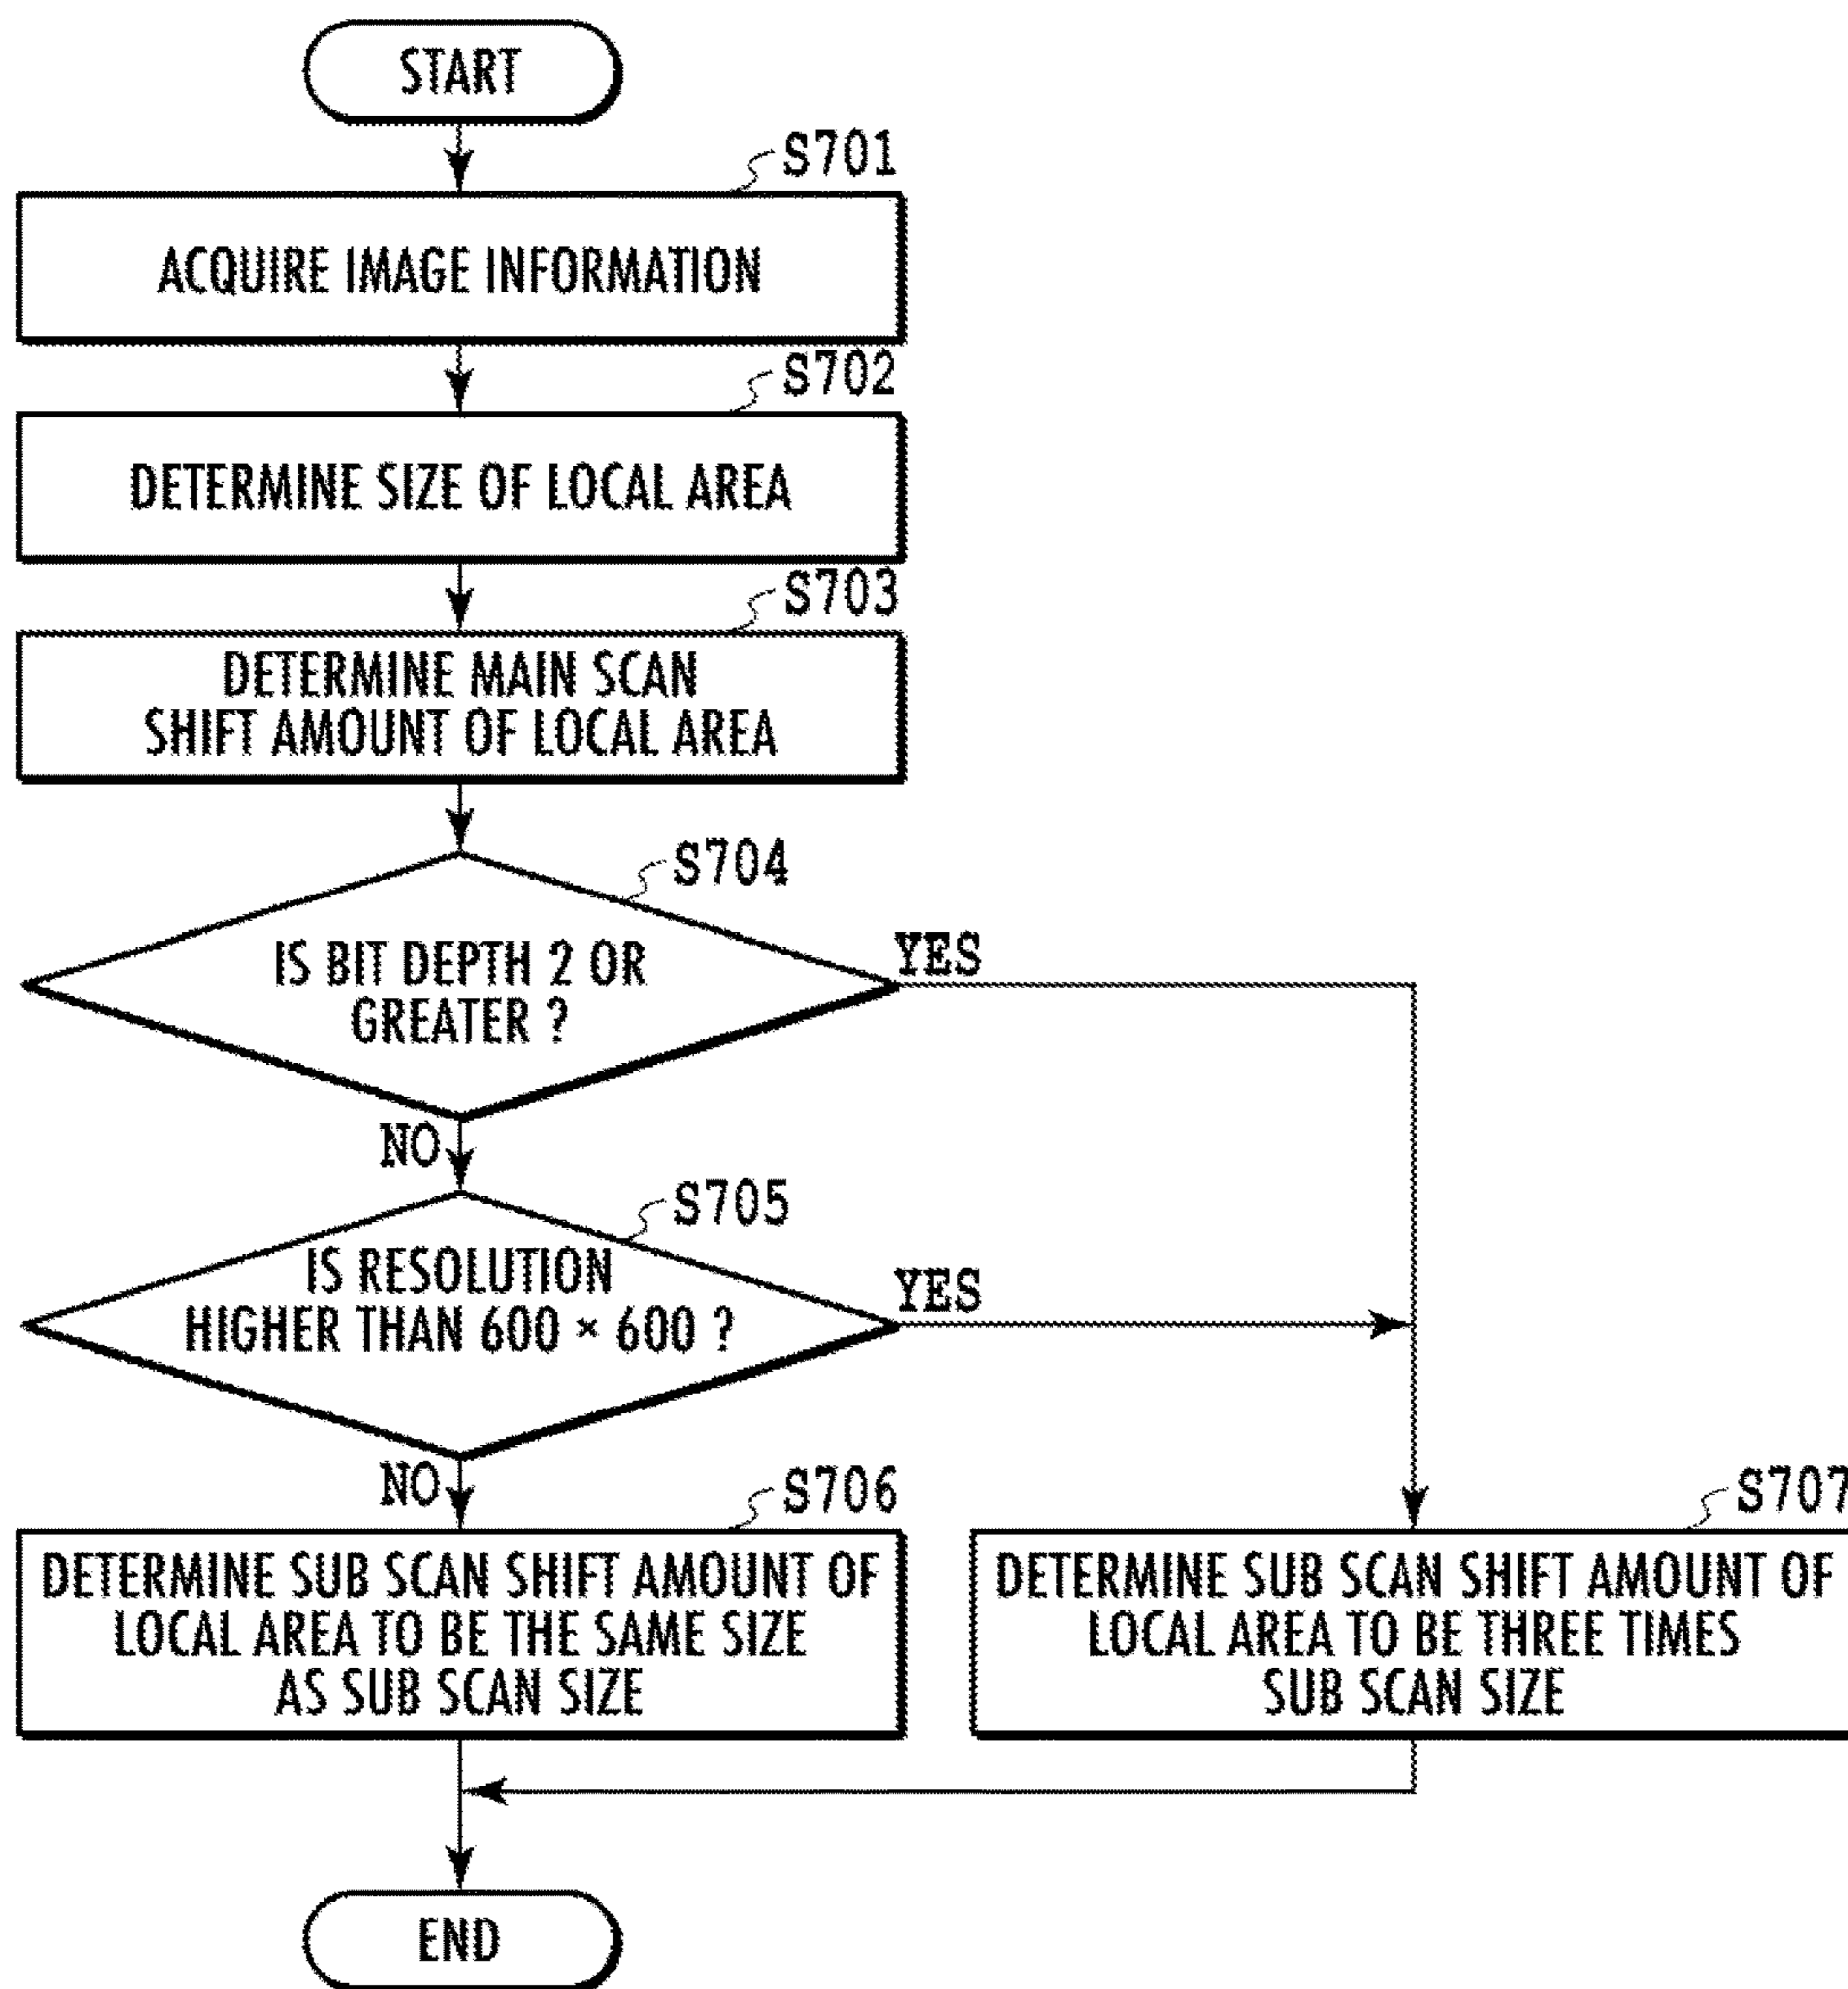 START
S701
ACQUIRE IMAGE INFORMATION
S702
DETERMINE SIZE OF LOCAL AREA
S703
DETERMINE MAIN SCAN
SHIFT AMOUNT OF LOCAL AREA
S704
IS BIT DEPTH 2 OR
GREATER ?
YES
NO
S705
IS RESOLUTION
HIGHER THAN 600 × 600 ?
YES
NO
S706
DETERMINE SUB SCAN SHIFT AMOUNT OF
LOCAL AREA TO BE THE SAME SIZE
AS SUB SCAN SIZE
S707
DETERMINE SUB SCAN SHIFT AMOUNT OF
LOCAL AREA TO BE THREE TIMES
SUB SCAN SIZE
END